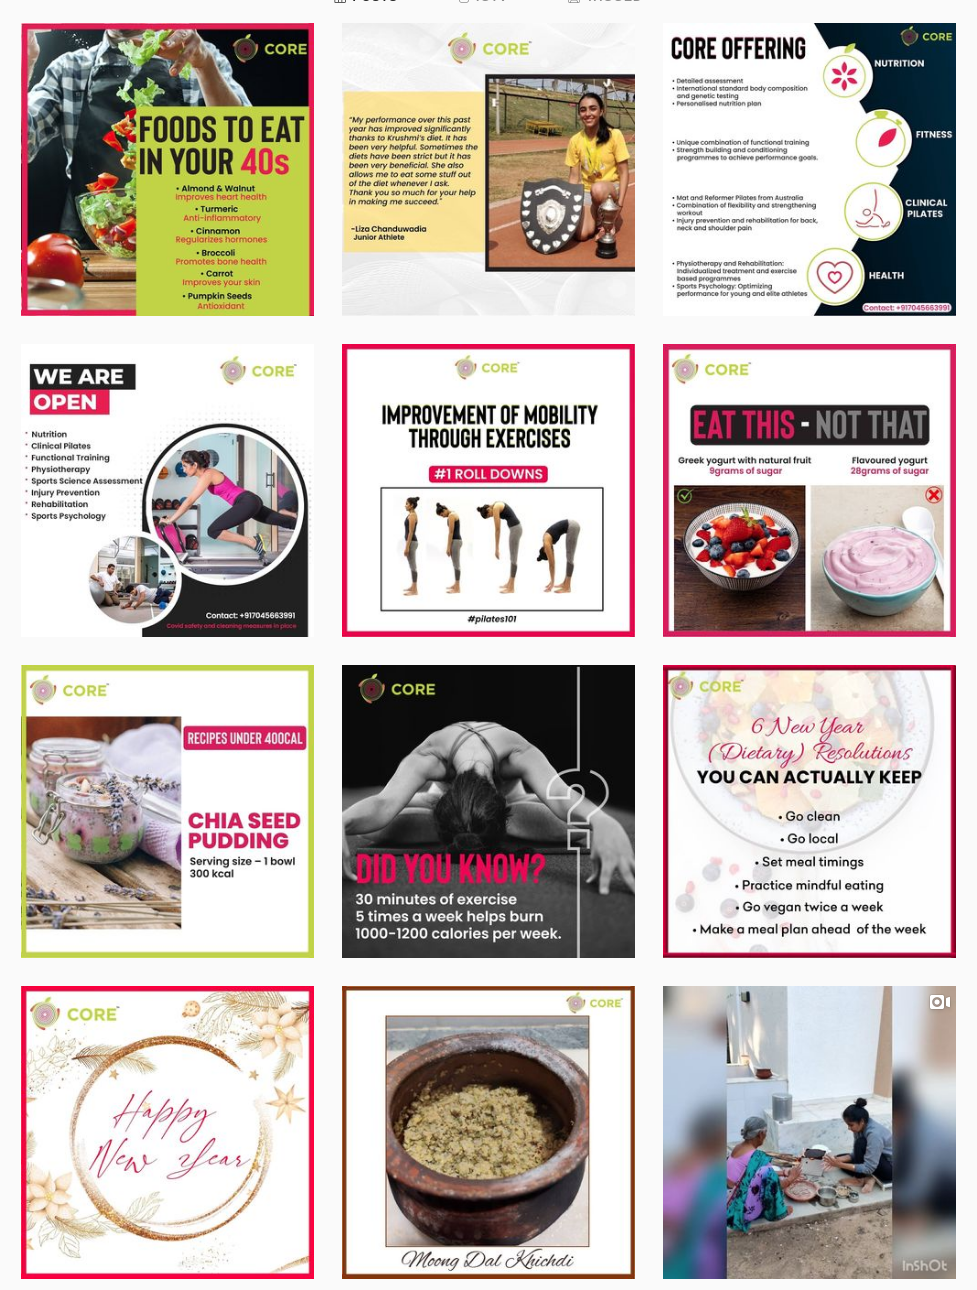 CORE
FOODS TO EAT
IN YOUR 40s
• Almond & Walnut
Improves heart health
• Turmeric
Anti-inflammatory
• Cinnamon
Regularizes hormones
• Broccoli
Promotes bone health
• Carrot
Improves your skin
• Pumpkin Seeds
Antioxidant
CORE
"My performance over this past
year has improved significantly
thanks to Krushmi's diet. It has
been very helpful. Sometimes the
diets have been strict but it has
been very beneficial. She also
allows me to eat some stuff out
of the diet whenever I ask.
Thank you so much for your help
in making me succeed."
-Liza Chanduwadia
Junior Athlete
CORE OFFERING
CORE
NUTRITION
• Detailed assessment
• International standard body composition
and genetic testing
• Personalised nutrition plan
FITNESS
• Unique combination of functional training
• Strength building and conditioning
programmes to achieve performance goals.
CLINICAL
PILATES
• Mat and Reformer Pilates from Australia
• Combination of flexibility and strengthening
workout
• Injury prevention and rehabilitation for back,
neck and shoulder pain
HEALTH
• Physiotherapy and Rehabilitation:
Individualized treatment and exercise
based programmes
• Sports Psychology: Optimizing
performance for young and elite athletes
Contact: +917045663991
WE ARE
OPEN
CORE
* Nutrition
* Clinical Pilates
* Functional Training
* Physiotherapy
* Sports Science Assessment
* Injury Prevention
* Rehabilitation
* Sports Psychology
Contact: +917045663991
Covid safety and cleaning measures in place
CORE
IMPROVEMENT OF MOBILITY
THROUGH EXERCISES
#1 ROLL DOWNS
#pilates101
CORE
EAT THIS - NOT THAT
Greek yogurt with natural fruit
9grams of sugar
Flavoured yogurt
28grams of sugar
CORE
RECIPES UNDER 400CAL
CHIA SEED
PUDDING
Serving size – 1 bowl
300 kcal
CORE
?
DID YOU KNOW?
30 minutes of exercise
5 times a week helps burn
1000-1200 calories per week.
CORE
6 New Year
(Dietary) Resolutions
YOU CAN ACTUALLY KEEP
• Go clean
• Go local
• Set meal timings
• Practice mindful eating
• Go vegan twice a week
• Make a meal plan ahead of the week
CORE
Happy
New Year
CORE
Moong Dal Khichdi
InShOt